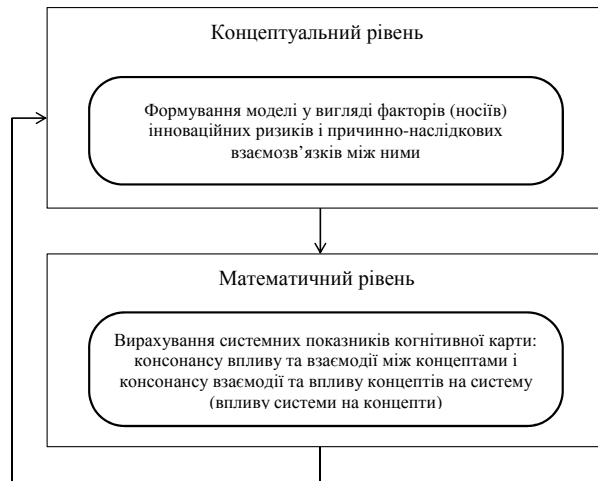 Концептуальний рівень
Формування моделі у вигляді факторів (носіїв)
інноваційних ризиків і причинно-наслідкових
взаємозв’язків між ними
Математичний рівень
Вирахування системних показників когнітивної карти:
консонансу впливу та взаємодії між концептами і
консонансу взаємодії та впливу концептів на систему
(впливу системи на концепти)